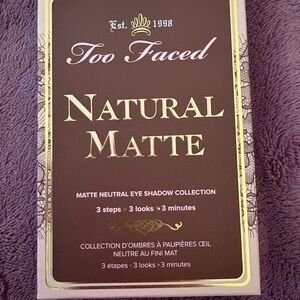 Est. 1998
Too Faced
NATURAL
MATTE
MATTE NEUTRAL EYE SHADOW COLLECTION
3 steps 3 looks 3 minutes
COLLECTION D'OMBRES À PAUPIÈRES ŒIL
NEUTRE AU FINI MAT
3 étapes 3 looks 3 minutes